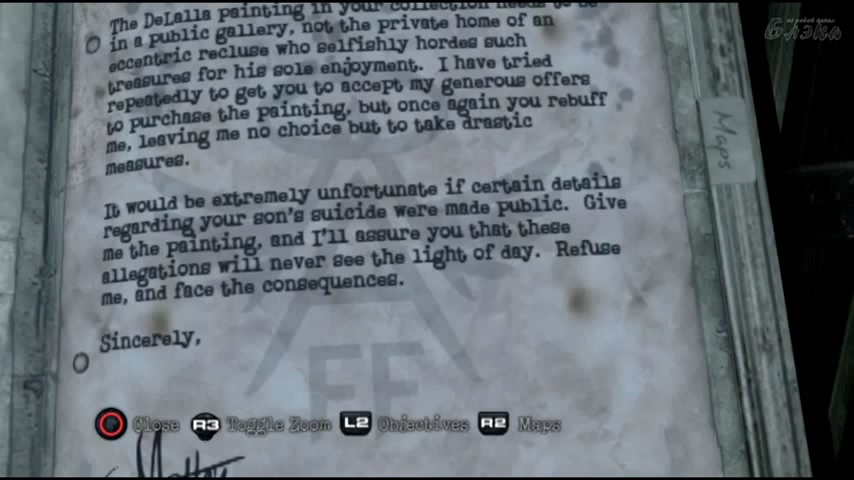 The DeLalla painting in your collection needs to be
in a public gallery, not the private home of an
eccentric recluse who selfishly hordes such
treasures for his sole enjoyment. I have tried
repeatedly to get you to accept my generous offers
to purchase the painting, but once again you rebuff
me, leaving me no choice but to take drastic
measures.
It would be extremely unfortunate if certain details
regarding your son's suicide were made public. Give
me the painting, and I'll assure you that these
allegations will never see the light of day. Refuse
me, and face the consequences.
Sincerely,
FF
Maps
Close R3 Toggle Zoom L2 Objectives R2 Maps
Блэка